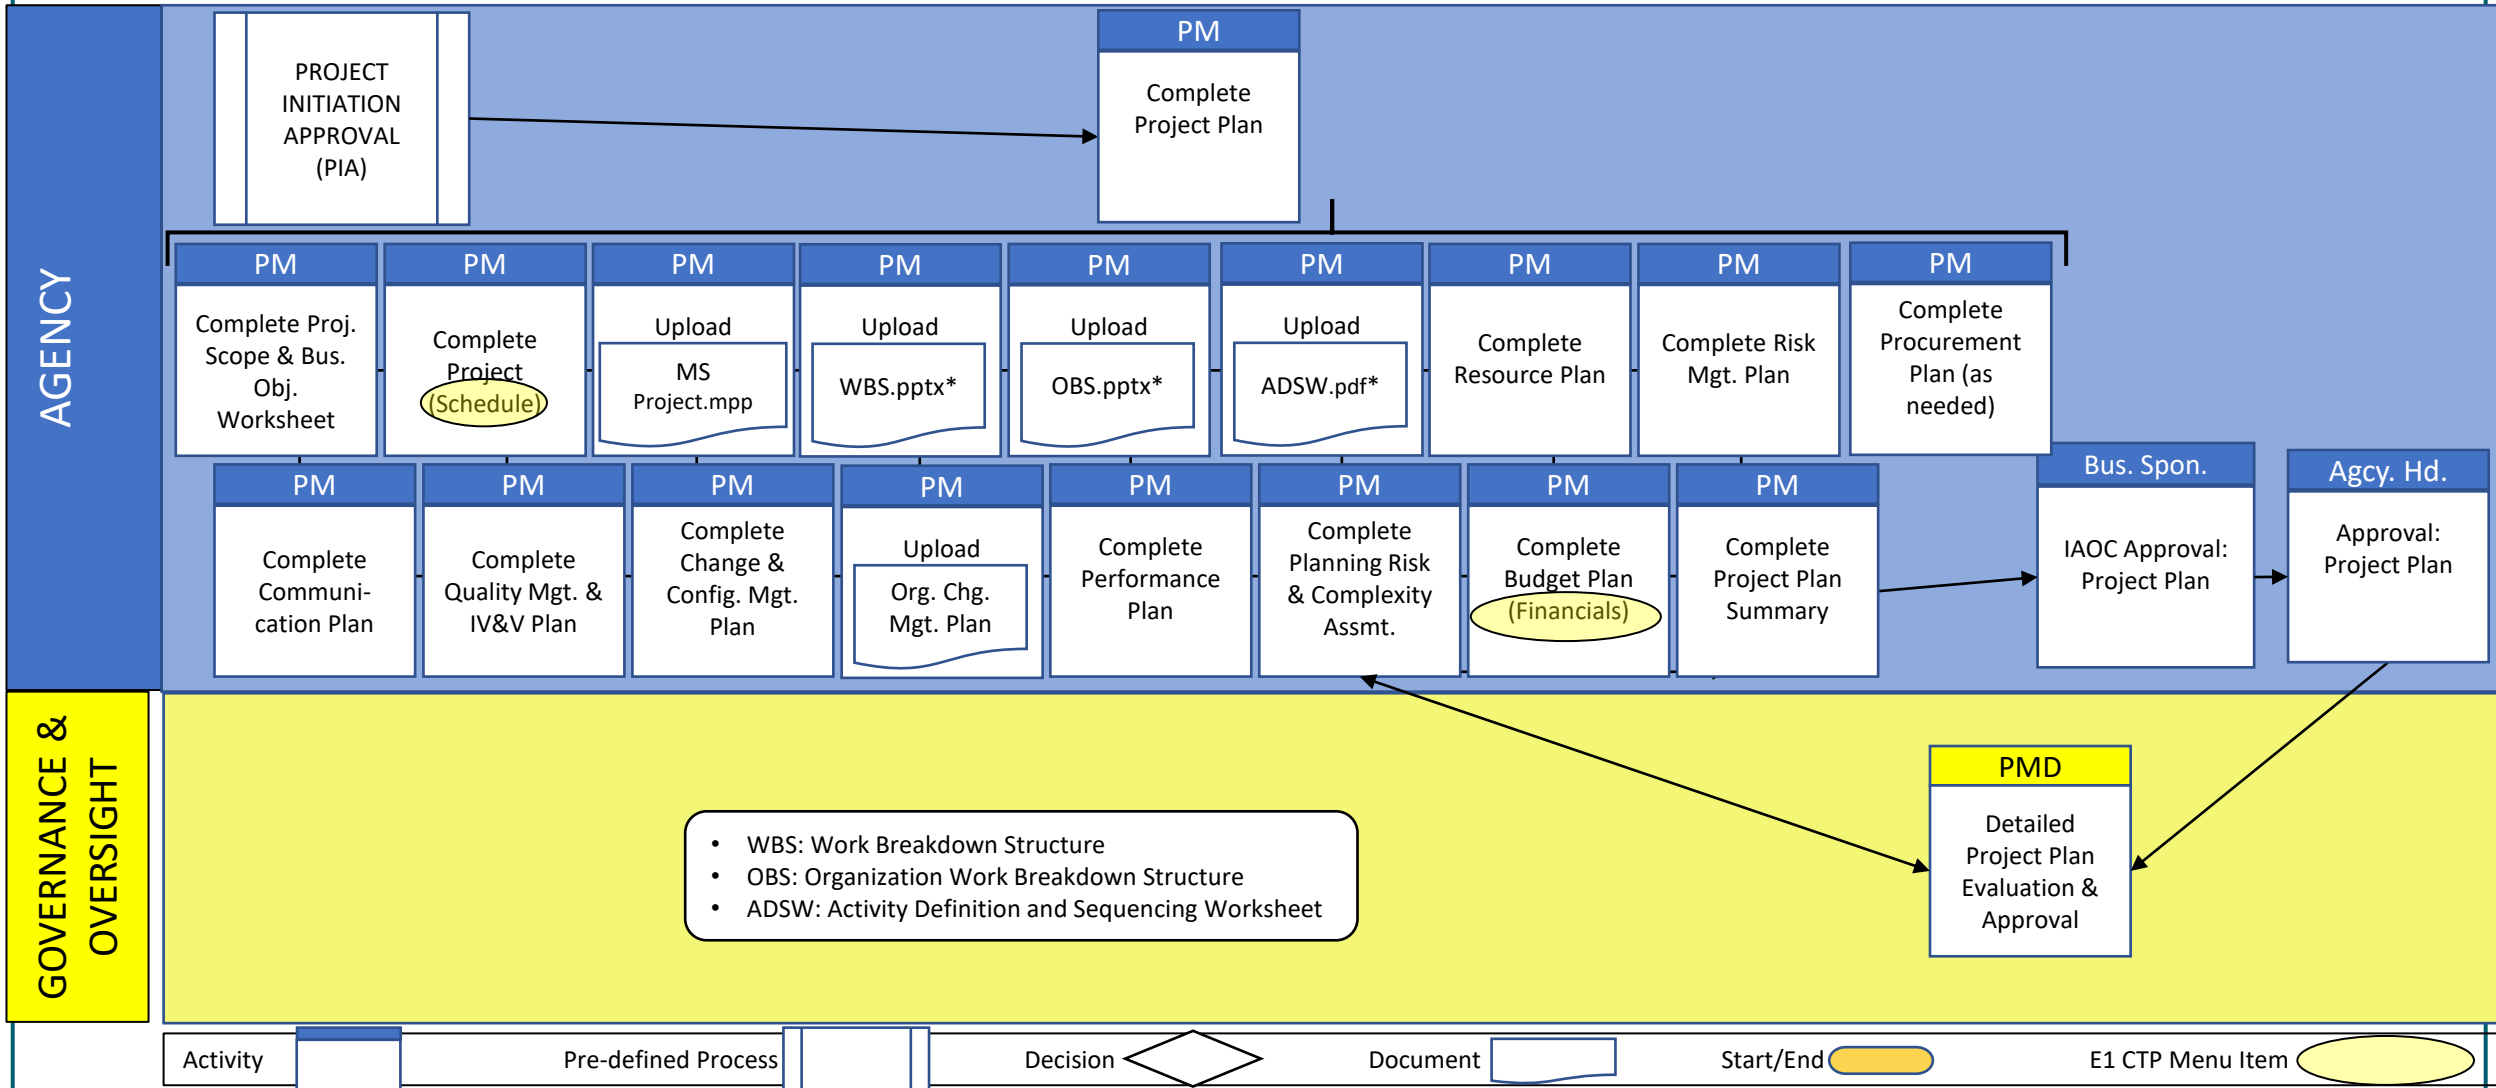 AGENCY
PROJECT
INITIATION
APPROVAL
(PIA)
PM
Complete
Project Plan
PM
Complete Proj.
Scope & Bus.
Obj.
Worksheet
PM
Complete
Project
(Schedule)
PM
Upload
MS
Project.mpp
PM
Upload
WBS.pptx*
PM
Upload
OBS.pptx*
PM
Upload
ADSW.pdf*
PM
Complete
Resource Plan
PM
Complete Risk
Mgt. Plan
PM
Complete
Procurement
Plan (as
needed)
PM
Complete
Communi-
cation Plan
PM
Complete
Quality Mgt. &
IV&V Plan
PM
Complete
Change &
Config. Mgt.
Plan
PM
Upload
Org. Chg.
Mgt. Plan
PM
Complete
Performance
Plan
PM
Complete
Planning Risk
& Complexity
Assmt.
PM
Complete
Budget Plan
(Financials)
PM
Complete
Project Plan
Summary
Bus. Spon.
IAOC Approval:
Project Plan
Agcy. Hd.
Approval:
Project Plan
GOVERNANCE &
OVERSIGHT
• WBS: Work Breakdown Structure
• OBS: Organization Work Breakdown Structure
• ADSW: Activity Definition and Sequencing Worksheet
PMD
Detailed
Project Plan
Evaluation &
Approval
Activity
Pre-defined Process
Decision
Document
Start/End
E1 CTP Menu Item